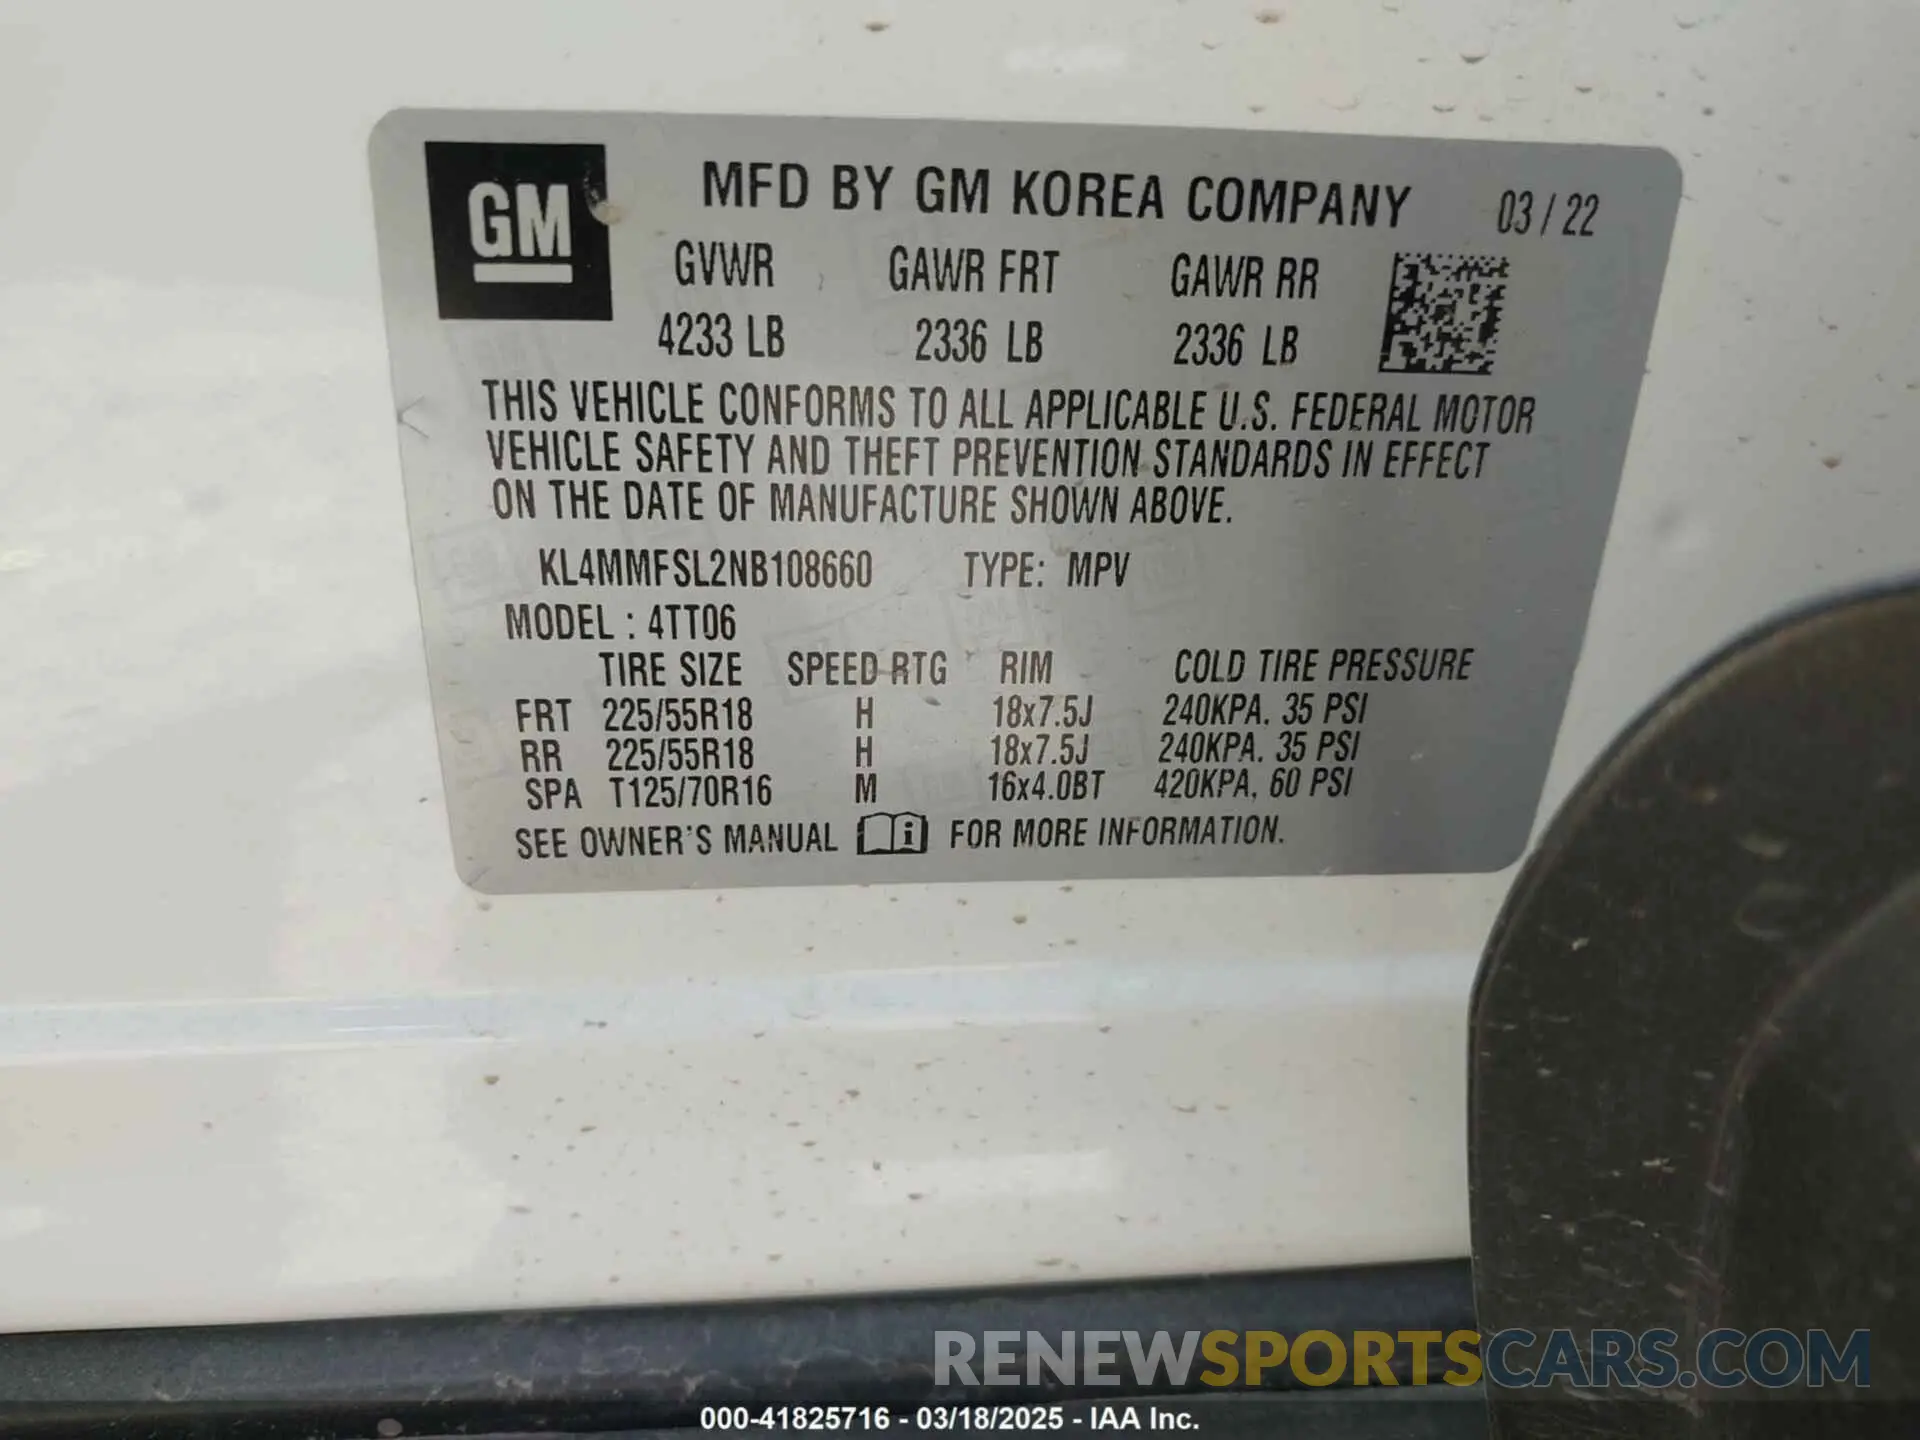 GM
MFD BY GM KOREA COMPANY 03 / 22
GVWR GAWR FRT GAWR RR
4233 LB 2336 LB 2336 LB
THIS VEHICLE CONFORMS TO ALL APPLICABLE U.S. FEDERAL MOTOR
VEHICLE SAFETY AND THEFT PREVENTION STANDARDS IN EFFECT
ON THE DATE OF MANUFACTURE SHOWN ABOVE.
KL4MMFSL2NB108660 TYPE: MPV
MODEL : 4TT06
TIRE SIZE SPEED RTG RIM COLD TIRE PRESSURE
FRT 225/55R18 H 18x7.5J 240KPA. 35 PSI
RR 225/55R18 H 18x7.5J 240KPA. 35 PSI
SPA T125/70R16 M 16x4.0BT 420KPA, 60 PSI
SEE OWNER'S MANUAL i FOR MORE INFORMATION.
RENEWSPORTSCARS.COM
000-41825716 - 03/18/2025 - IAA Inc.